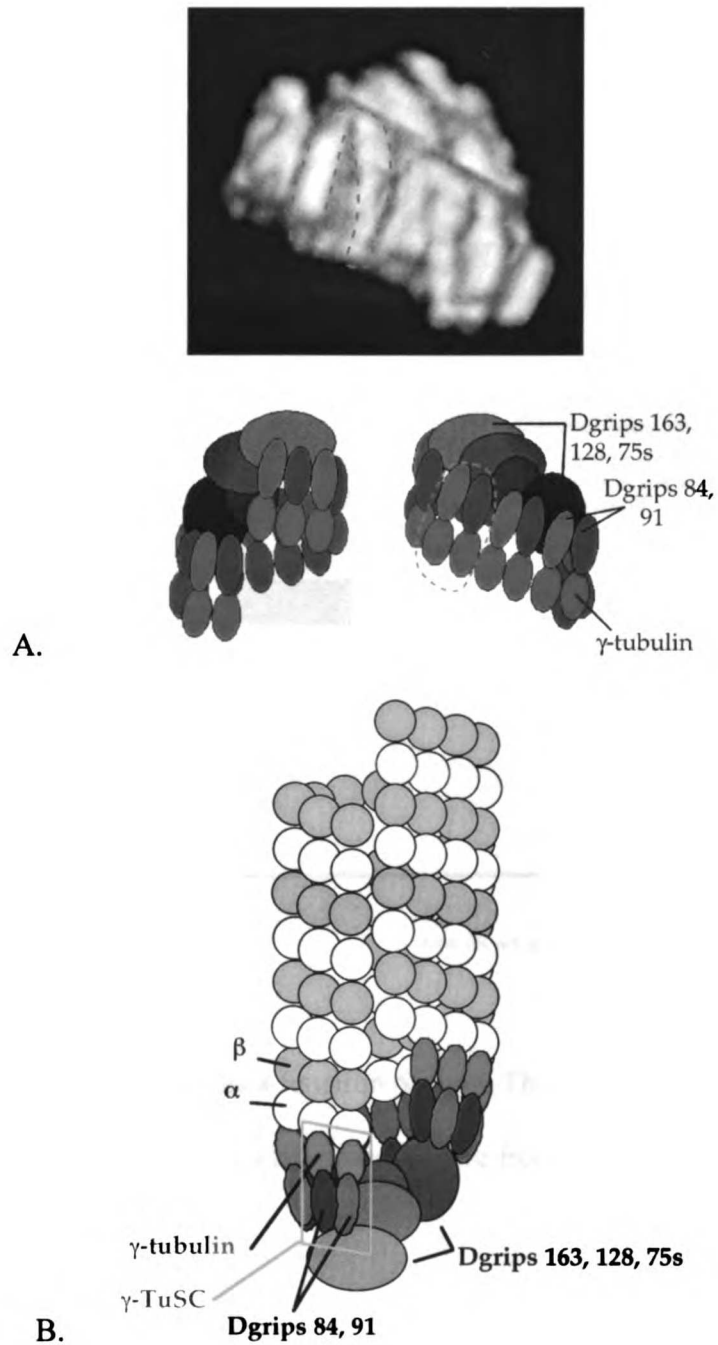 Dgrips 163,
128, 75s
Dgrips 84,
91
γ-tubulin
A.
β
α
γ-tubulin
γ-TuSC
Dgrips 84, 91
Dgrips 163, 128, 75s
B.